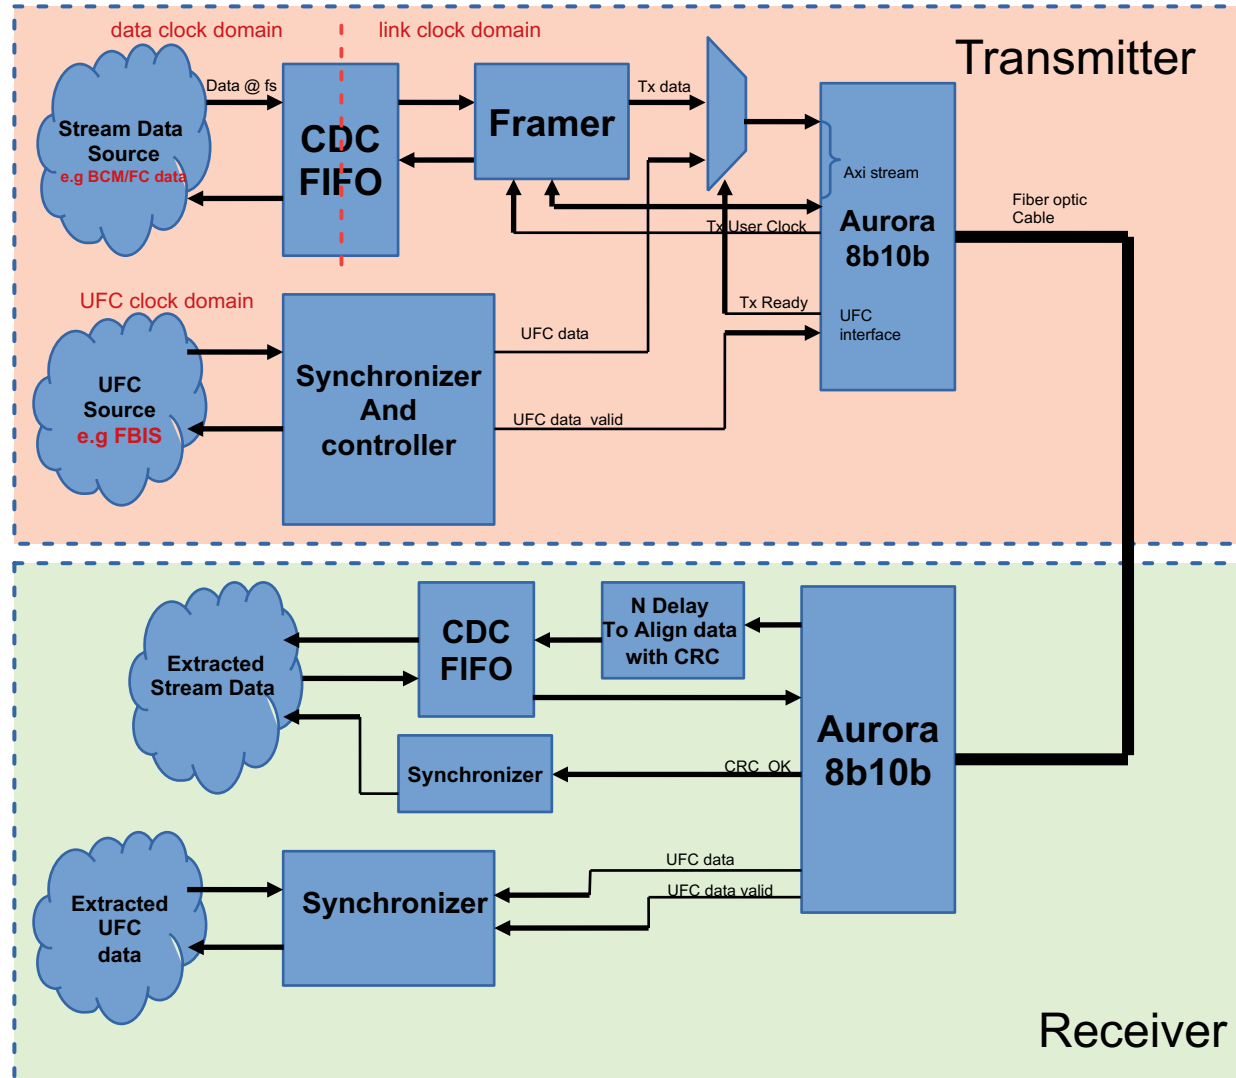 data clock domain
link clock domain
Transmitter
Data @ fs
Stream Data
Source
e.g BCM/FC data
CDC
FIFO
Framer
Tx data
Axi stream
Aurora
8b10b
Fiber optic
Cable
Tx User Clock
UFC clock domain
Tx Ready
UFC
interface
UFC data
UFC
Source
e.g FBIS
Synchronizer
And
controller
UFC data  valid
N Delay
To Align data
with CRC
CDC
FIFO
Extracted
Stream Data
Aurora
8b10b
Synchronizer
CRC  OK
UFC data
UFC data valid
Extracted
UFC
data
Synchronizer
Receiver